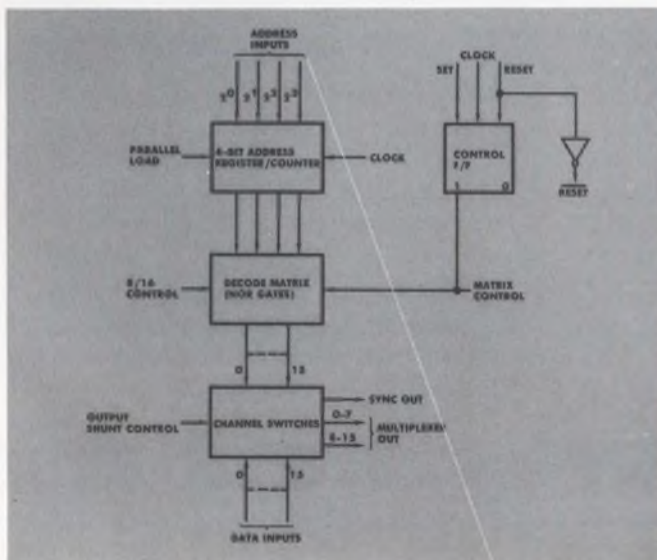 ADDRESS
INPUTS
2⁰ 2¹ 2² 2³
PARALLEL
LOAD
4-BIT ADDRESS
REGISTER/COUNTER
CLOCK
CLOCK
SET
RESET
CONTROL
F/F
1
0
RESET
8/16
CONTROL
DECODE MATRIX
(NOR GATES)
MATRIX
CONTROL
0
15
OUTPUT
SHUNT CONTROL
CHANNEL SWITCHES
SYNC OUT
0-7
8-15
MULTIPLEXED
OUT
0
15
DATA INPUTS